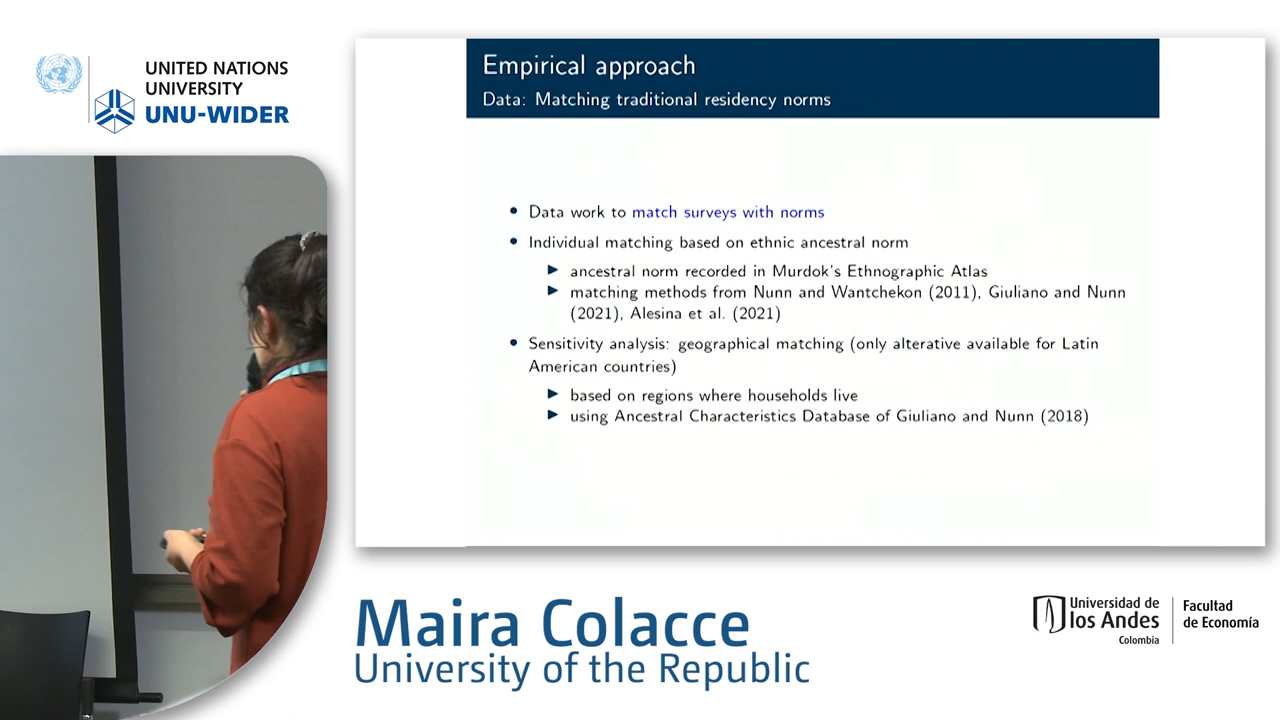 UNITED NATIONS
UNIVERSITY
UNU-WIDER
Empirical approach
Data: Matching traditional residency norms
• Data work to match surveys with norms
• Individual matching based on ethnic ancestral norm
▶ ancestral norm recorded in Murdok's Ethnographic Atlas
▶ matching methods from Nunn and Wantchekon (2011), Giuliano and Nunn
(2021), Alesina et al. (2021)
• Sensitivity analysis: geographical matching (only alterative available for Latin
American countries)
▶ based on regions where households live
▶ using Ancestral Characteristics Database of Giuliano and Nunn (2018)
Maira Colacce
University of the Republic
Universidad de
los Andes
Colombia
Facultad
de Economía